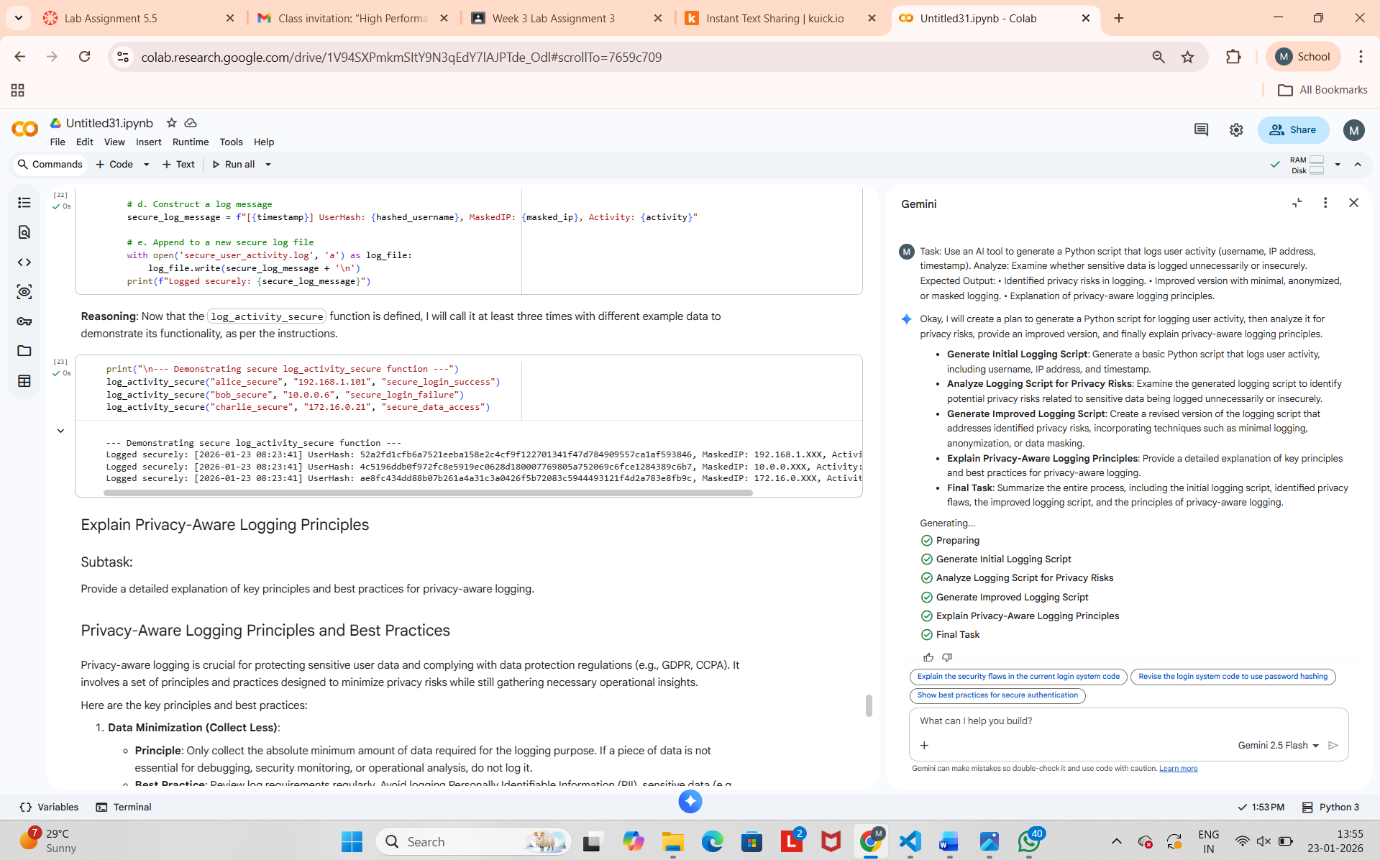 Lab Assignment 5.5
Class invitation: "High Performa
Week 3 Lab Assignment 3
Instant Text Sharing | kuick.io
Untitled31.ipynb - Colab
colab.research.google.com/drive/1V94SXPmkmSItY9N3qEdY7lAJPTde_Odl#scrollTo=7659c709
M School
All Bookmarks
Untitled31.ipynb
File Edit View Insert Runtime Tools Help
Share
M
Commands + Code + Text Run all
RAM
Disk
[22]
0s
# d. Construct a log message
secure_log_message = f"[{timestamp}] UserHash: {hashed_username}, MaskedIP: {masked_ip}, Activity: {activity}"
# e. Append to a new secure log file
with open('secure_user_activity.log', 'a') as log_file:
log_file.write(secure_log_message + '\n')
print(f"Logged securely: {secure_log_message}")
Reasoning: Now that the log_activity_secure function is defined, I will call it at least three times with different example data to
demonstrate its functionality, as per the instructions.
[23]
0s
print("\n--- Demonstrating secure log_activity_secure function ---")
log_activity_secure("alice_secure", "192.168.1.101", "secure_login_success")
log_activity_secure("bob_secure", "10.0.0.6", "secure_login_failure")
log_activity_secure("charlie_secure", "172.16.0.21", "secure_data_access")
--- Demonstrating secure log_activity_secure function ---
Logged securely: [2026-01-23 08:23:41] UserHash: 52a2fd1cf6a7521eeba158e2c4cf9f122701341f47d784909557ca1af593846, MaskedIP: 192.168.1.XXX, Activi
Logged securely: [2026-01-23 08:23:41] UserHash: 4c5196ddb0f972fc8e5919ec0628d180007769805a752069c6fce1284389c6b7, MaskedIP: 10.0.0.XXX, Activity:
Logged securely: [2026-01-23 08:23:41] UserHash: ae8fc434dd88b07b261a4a31c3a0426f5b72083c5944493121f4d2a783e8fb9c, MaskedIP: 172.16.0.XXX, Activit
Explain Privacy-Aware Logging Principles
Subtask:
Provide a detailed explanation of key principles and best practices for privacy-aware logging.
Privacy-Aware Logging Principles and Best Practices
Privacy-aware logging is crucial for protecting sensitive user data and complying with data protection regulations (e.g., GDPR, CCPA). It
involves a set of principles and practices designed to minimize privacy risks while still gathering necessary operational insights.
Here are the key principles and best practices:
1. Data Minimization (Collect Less):
Principle: Only collect the absolute minimum amount of data required for the logging purpose. If a piece of data is not
essential for debugging, security monitoring, or operational analysis, do not log it.
Best Practice: Review log requirements regularly. Avoid logging Personally Identifiable Information (PII), sensitive data (e.g.
Gemini
M
Task: Use an AI tool to generate a Python script that logs user activity (username, IP address,
timestamp). Analyze: Examine whether sensitive data is logged unnecessarily or insecurely.
Expected Output: • Identified privacy risks in logging. • Improved version with minimal, anonymized,
or masked logging. • Explanation of privacy-aware logging principles.
Okay, I will create a plan to generate a Python script for logging user activity, then analyze it for
privacy risks, provide an improved version, and finally explain privacy-aware logging principles.
• Generate Initial Logging Script: Generate a basic Python script that logs user activity,
including username, IP address, and timestamp.
• Analyze Logging Script for Privacy Risks: Examine the generated logging script to identify
potential privacy risks related to sensitive data being logged unnecessarily or insecurely.
• Generate Improved Logging Script: Create a revised version of the logging script that
addresses identified privacy risks, incorporating techniques such as minimal logging,
anonymization, or data masking.
• Explain Privacy-Aware Logging Principles: Provide a detailed explanation of key principles
and best practices for privacy-aware logging.
• Final Task: Summarize the entire process, including the initial logging script, identified privacy
flaws, the improved logging script, and the principles of privacy-aware logging.
Generating...
Preparing
Generate Initial Logging Script
Analyze Logging Script for Privacy Risks
Generate Improved Logging Script
Explain Privacy-Aware Logging Principles
Final Task
Explain the security flaws in the current login system code
Revise the login system code to use password hashing
Show best practices for secure authentication
What can I help you build?
+ Gemini 2.5 Flash
Gemini can make mistakes so double-check it and use code with caution. Learn more
Variables Terminal
1:53 PM Python 3
7
29°C
Sunny
Search
2
M
40
ENG
IN
13:55
23-01-2026